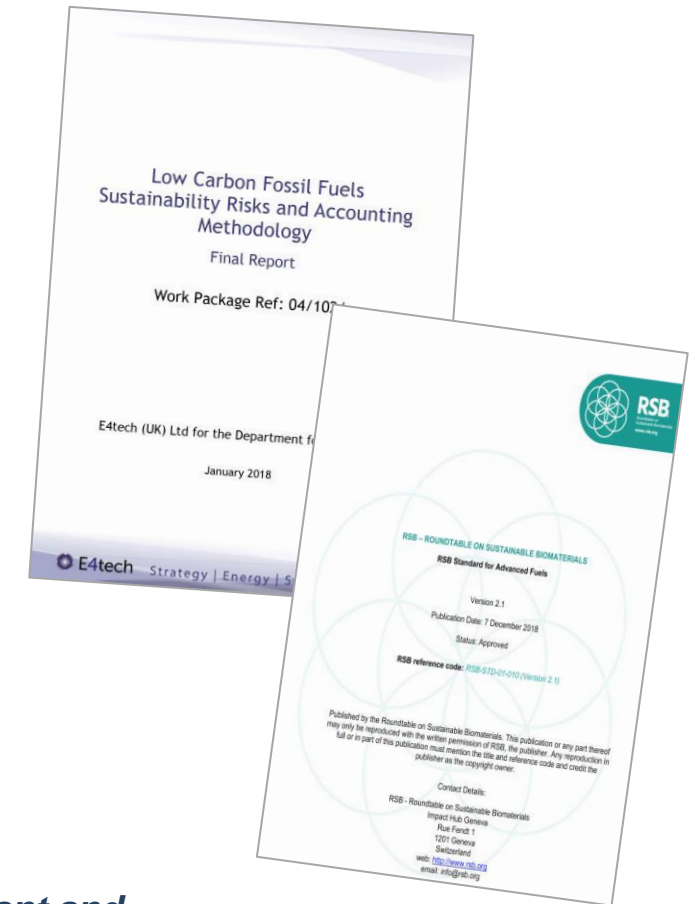 Low Carbon Fossil Fuels
Sustainability Risks and Accounting
Methodology
Final Report
Work Package Ref: 04/102
E4tech (UK) Ltd for the Department f
January 2018
E4tech Strategy | Energy | S
RSB
www.rsb.org
RSB – ROUNDTABLE ON SUSTAINABLE BIOMATERIALS
RSB Standard for Advanced Fuels
Version 2.1
Publication Date: 7 December 2018
Status: Approved
RSB reference code: RSB-STD-01-010 (Version 2.1)
Published by the Roundtable on Sustainable Biomaterials. This publication or any part thereof
may only be reproduced with the written permission of RSB, the publisher. Any reproduction in
full or in part of this publication must mention the title and reference code and credit the
publisher as the copyright owner.
Contact Details:
RSB - Roundtable on Sustainable Biomaterials
Impact Hub Geneva
Rue Fendt 1
1201 Geneva
Switzerland
web: http://www.rsb.org
email: info@rsb.org